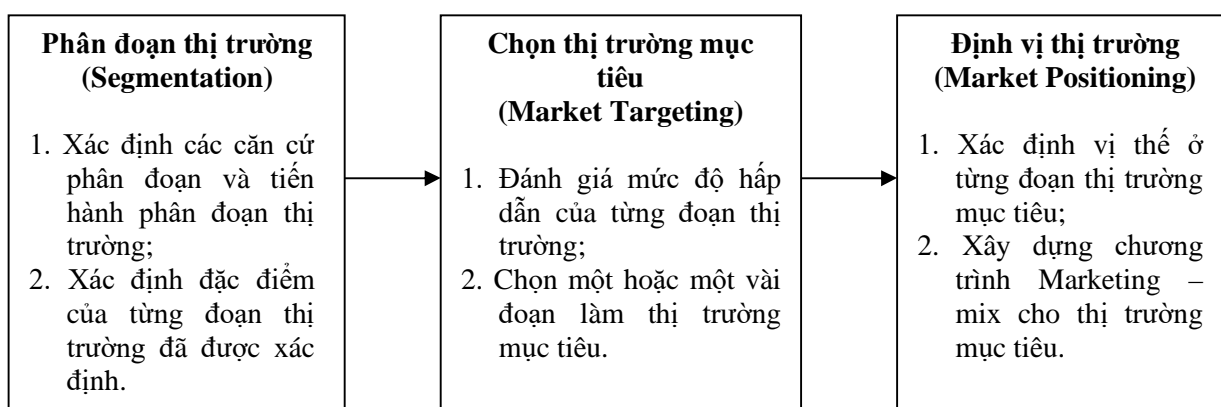 Phân đoạn thị trường
(Segmentation)
1. Xác định các căn cứ
phân đoạn và tiến
hành phân đoạn thị
trường;
2. Xác định đặc điểm
của từng đoạn thị
trường đã được xác
định.
Chọn thị trường mục
tiêu
(Market Targeting)
1. Đánh giá mức độ hấp
dẫn của từng đoạn thị
trường;
2. Chọn một hoặc một vài
đoạn làm thị trường
mục tiêu.
Định vị thị trường
(Market Positioning)
1. Xác định vị thế ở
từng đoạn thị trường
mục tiêu;
2. Xây dựng chương
trình Marketing –
mix cho thị trường
mục tiêu.